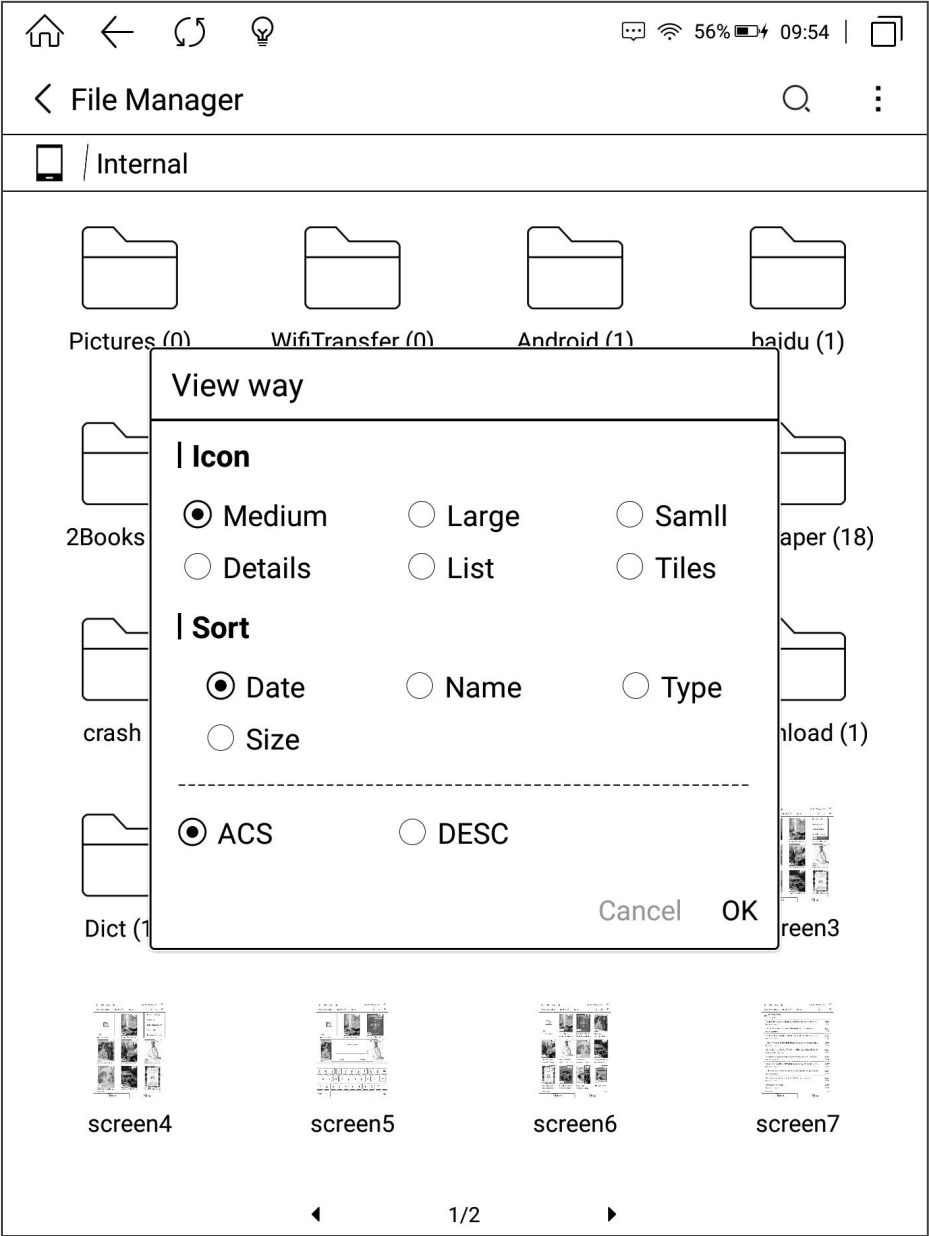 56% 09:54
File Manager
Internal
Pictures (0) WifiTransfer (0) Android (1) baidu (1)
View way
Icon
Medium Large Samll
2Books aper (18)
Details List Tiles
Sort
Date Name Type
crash nload (1)
Size
ACS DESC
Cancel OK
Dict (1 reen3
screen4 screen5 screen6 screen7
1/2